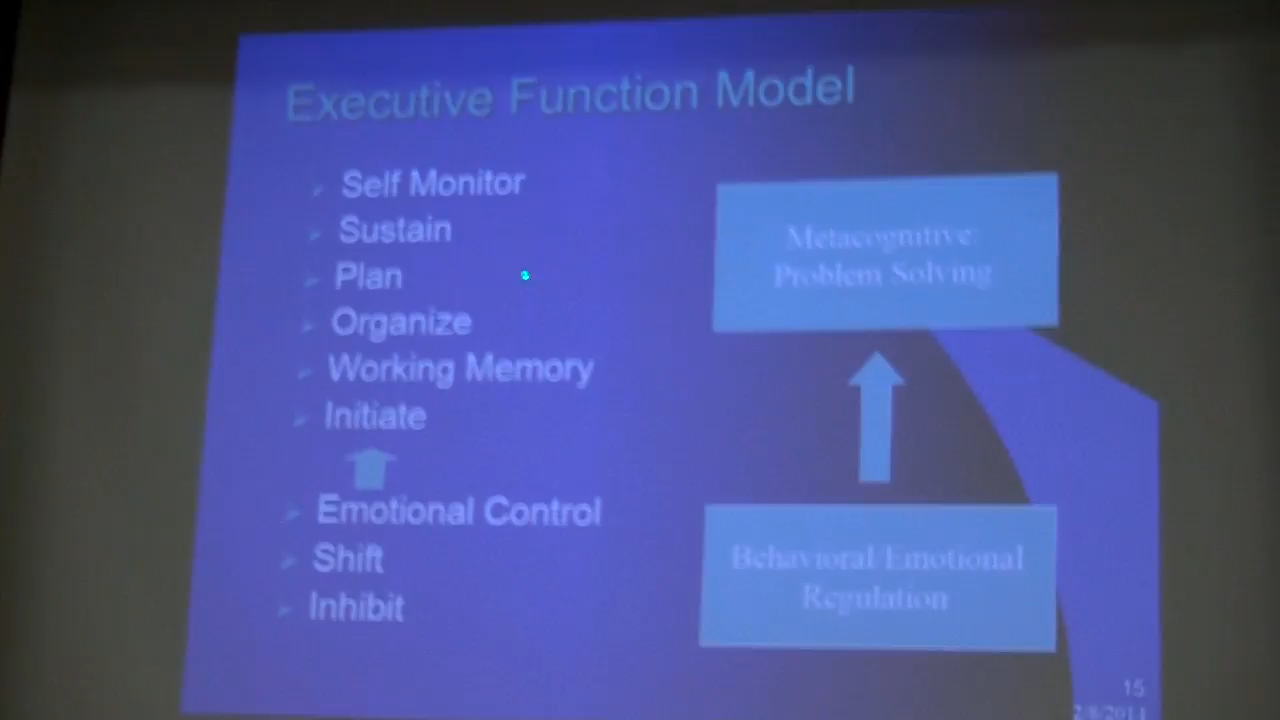 Executive Function Model
Self Monitor
Sustain
Plan
Organize
Working Memory
Initiate
Emotional Control
Shift
Inhibit
Metacognitive:
Problem Solving
Behavioral/Emotional
Regulation
15